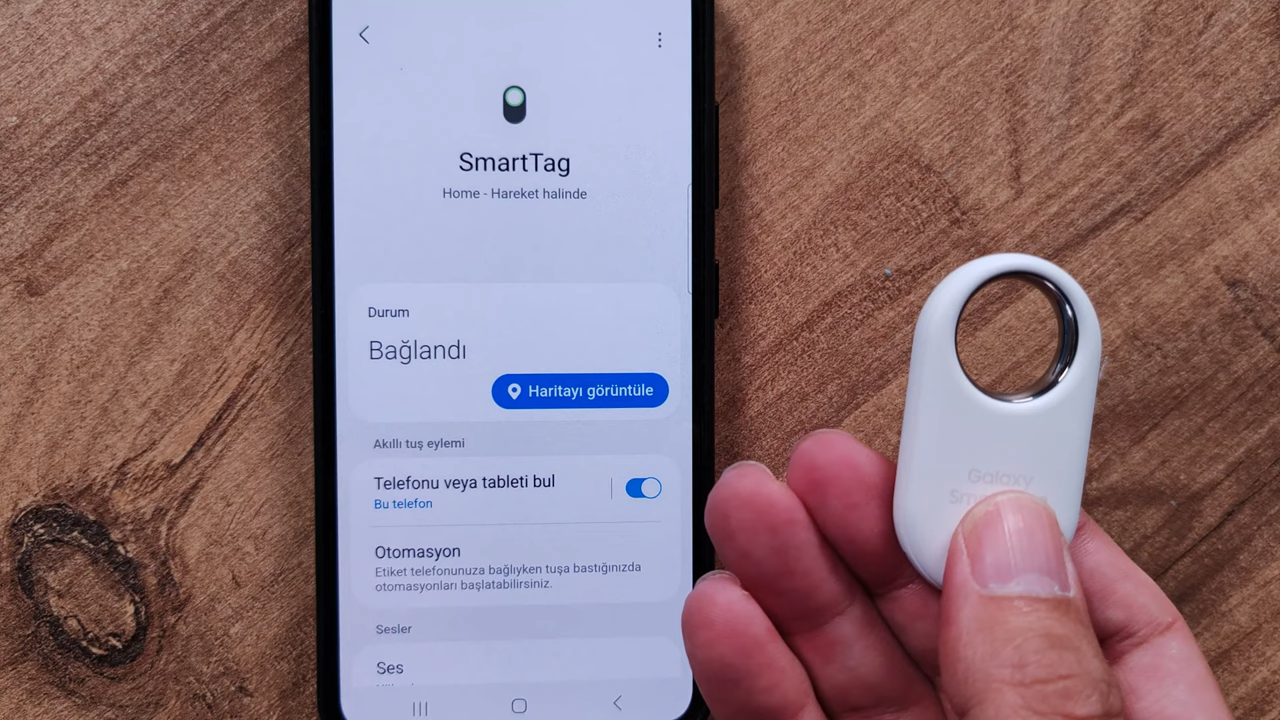 SmartTag
Home - Hareket halinde
Durum
Bağlandı
Haritayı görüntüle
Akıllı tuş eylemi
Telefonu veya tableti bul
Bu telefon
Otomasyon
Etiket telefonunuza bağlıyken tuşa bastığınızda
otomasyonları başlatabilirsiniz.
Sesler
Ses
Galaxy